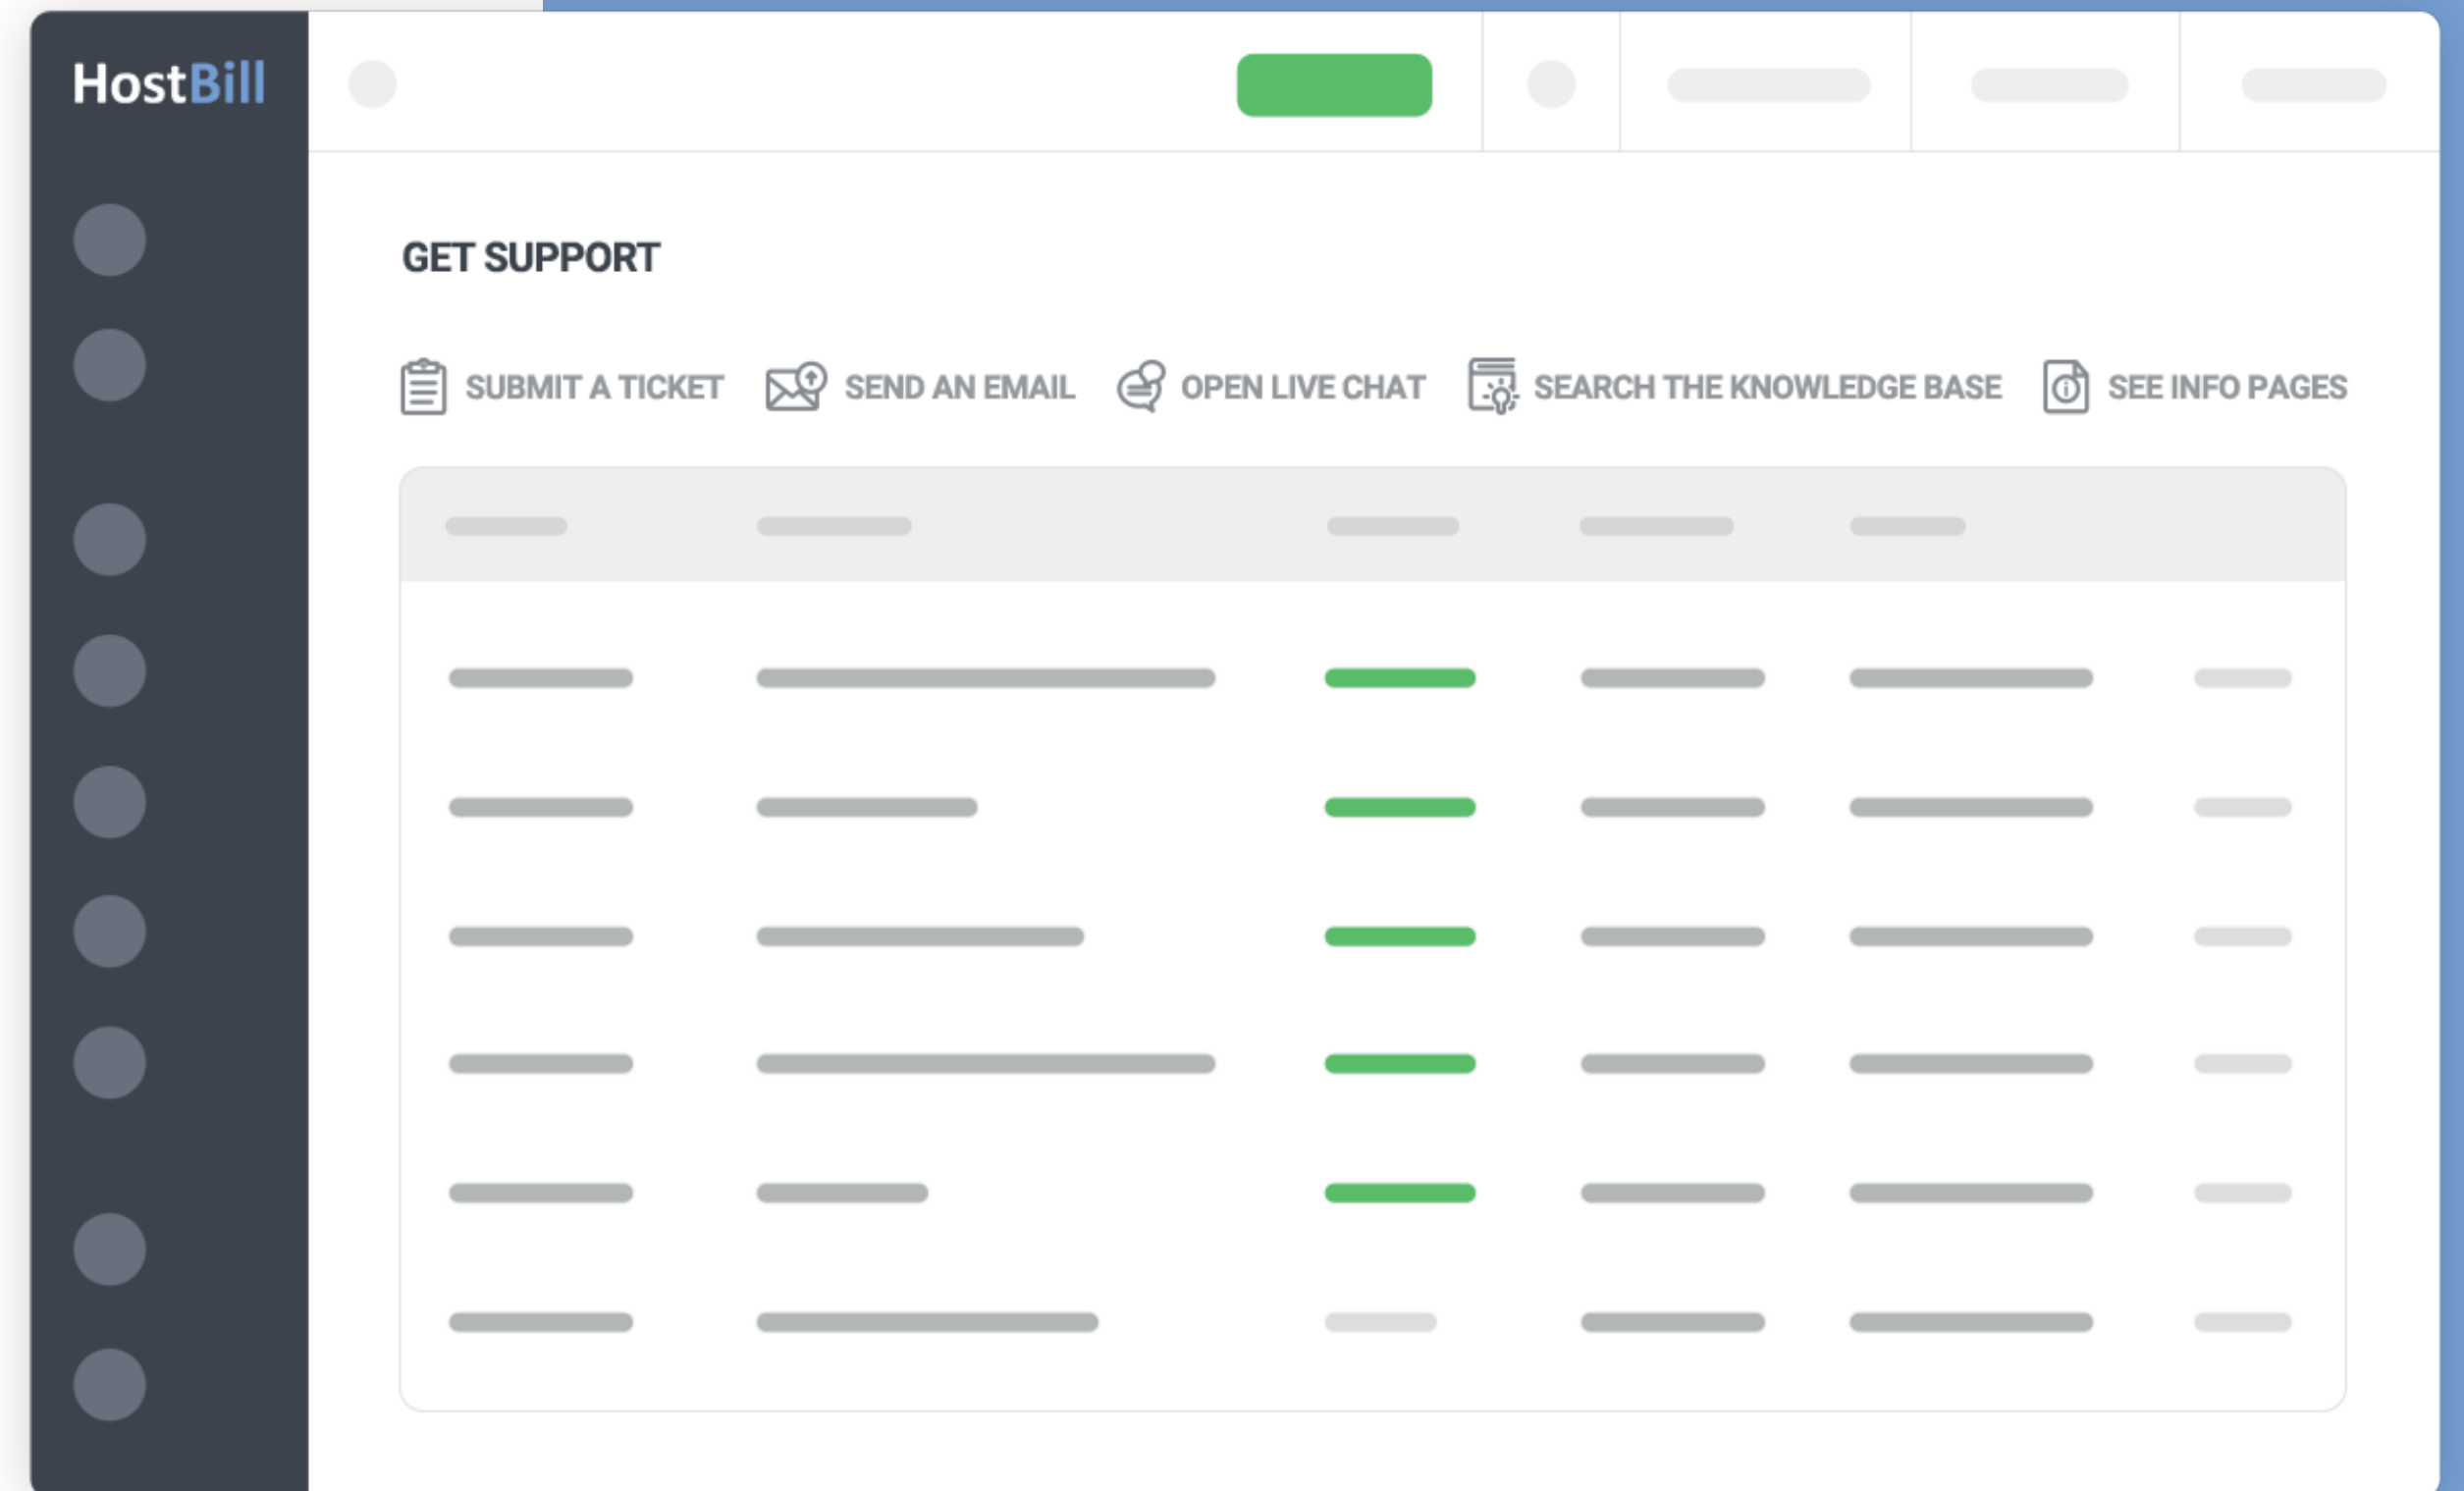 HostBill
GET SUPPORT
SUBMIT A TICKET SEND AN EMAIL OPEN LIVE CHAT SEARCH THE KNOWLEDGE BASE SEE INFO PAGES